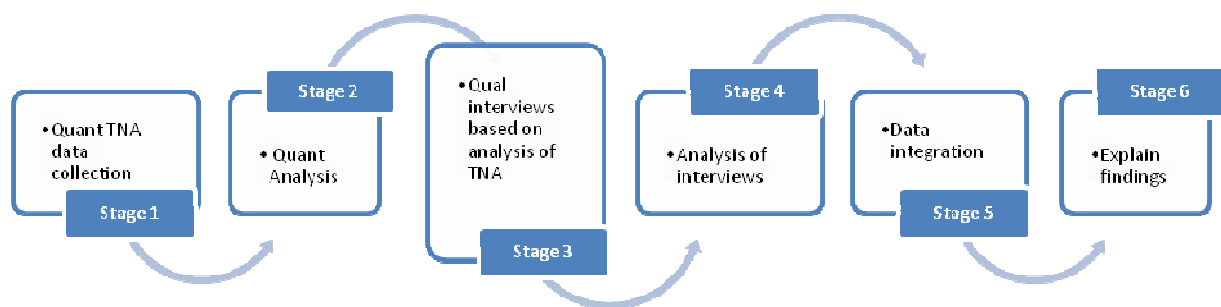 • Quant TNA
data
collection
Stage 1
Stage 2
• Quant
Analysis
• Qual
interviews
based on
analysis of
TNA
Stage 3
Stage 4
• Analysis of
interviews
• Data
integration
Stage 5
Stage 6
• Explain
findings